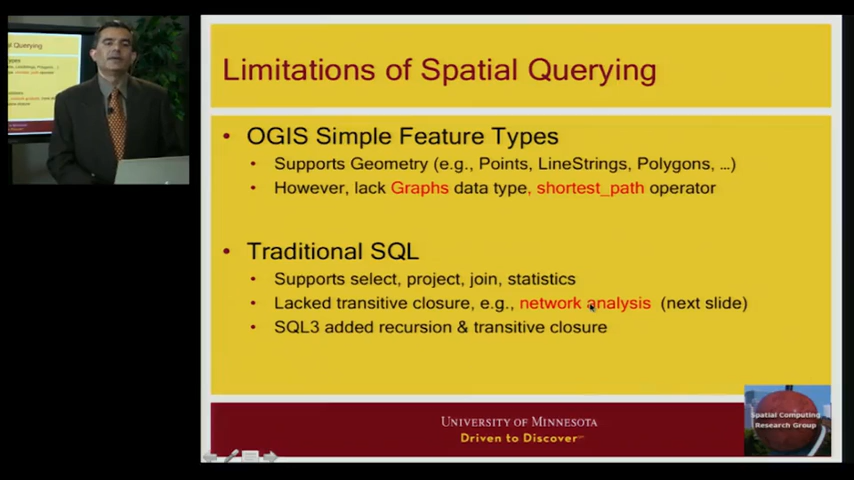 Limitations of Spatial Querying
• OGIS Simple Feature Types
• Supports Geometry (e.g., Points, LineStrings, Polygons, ...)
• However, lack Graphs data type, shortest_path operator
• Traditional SQL
• Supports select, project, join, statistics
• Lacked transitive closure, e.g., network analysis (next slide)
• SQL3 added recursion & transitive closure
UNIVERSITY OF MINNESOTA
Driven to Discover
Spatial Computing
Research Group